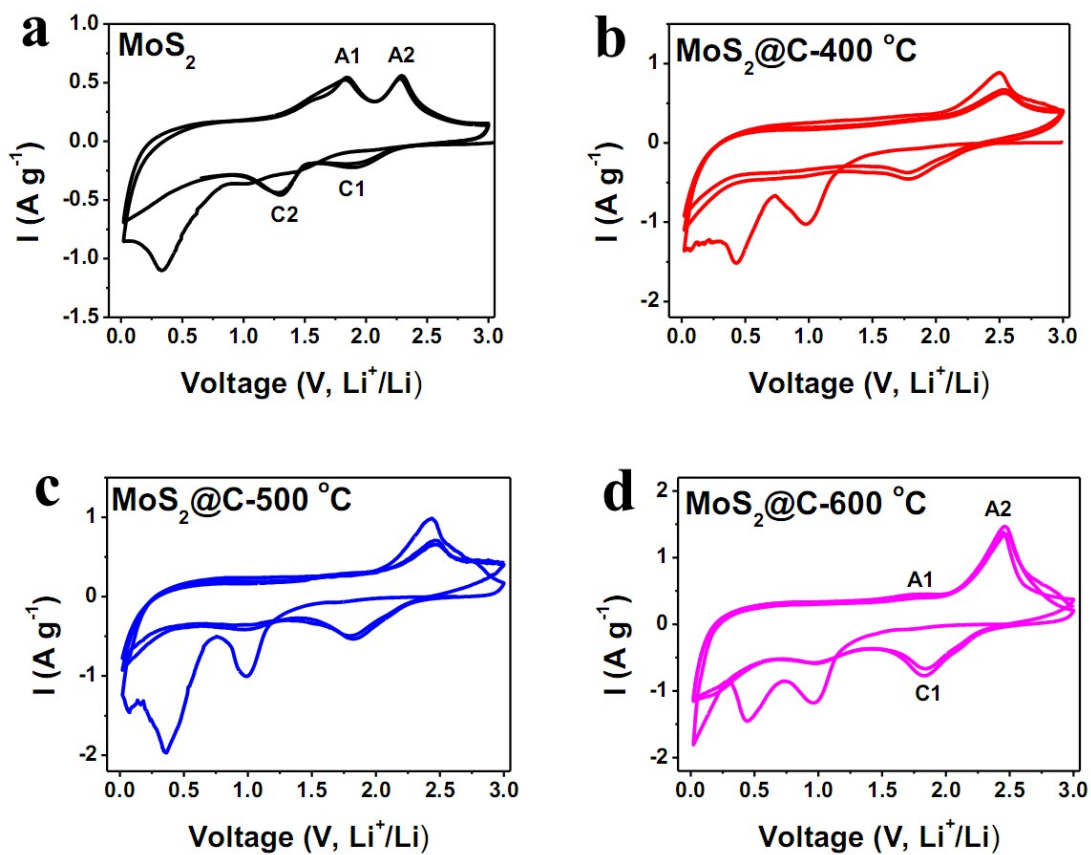 a
MoS2
A1
A2
C1
C2
1.0
0.5
0.0
-0.5
-1.0
-1.5
I (A g-1)
0.0 0.5 1.0 1.5 2.0 2.5 3.0
Voltage (V, Li+/Li)
b
MoS2@C-400 oC
1
0
-1
-2
I (A g-1)
0.0 0.5 1.0 1.5 2.0 2.5 3.0
Voltage (V, Li+/Li)
c
MoS2@C-500 oC
1
0
-1
-2
I (A g-1)
0.0 0.5 1.0 1.5 2.0 2.5 3.0
Voltage (V, Li+/Li)
d
MoS2@C-600 oC
A2
A1
C1
2
1
0
-1
-2
I (A g-1)
0.0 0.5 1.0 1.5 2.0 2.5 3.0
Voltage (V, Li+/Li)